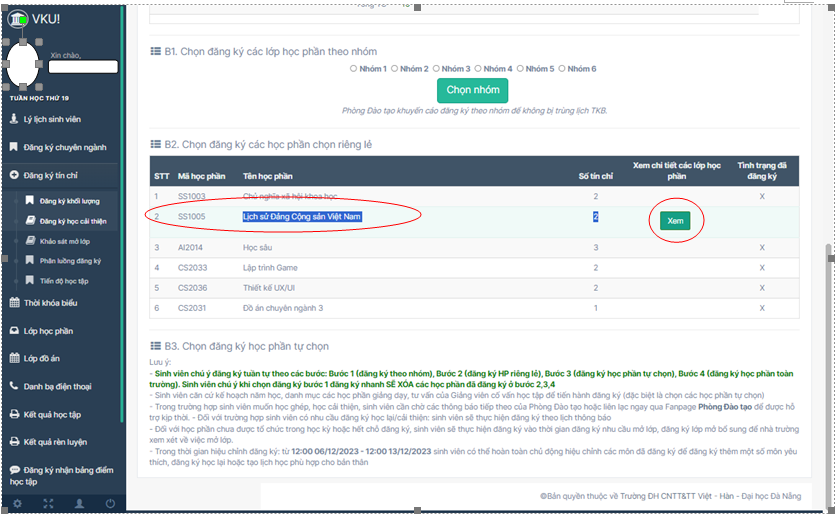 VKU!
Xin chào,
TUẦN HỌC THỨ 19
Lý lịch sinh viên
Đăng ký chuyên ngành
Đăng ký tín chỉ
Đăng ký khối lượng
Đăng ký học cải thiện
Khảo sát mở lớp
Phân luồng đăng ký
Tiến độ học tập
Thời khóa biểu
Lớp học phần
Lớp đồ án
Danh bạ điện thoại
Kết quả học tập
Kết quả rèn luyện
Đăng ký nhận bảng điểm
học tập
B1. Chọn đăng ký các lớp học phần theo nhóm
Nhóm 1 Nhóm 2 Nhóm 3 Nhóm 4 Nhóm 5 Nhóm 6
Chọn nhóm
Phòng Đào tạo khuyến cáo đăng ký theo nhóm để không bị trùng lịch TKB.
B2. Chọn đăng ký các học phần chọn riêng lẻ
STT Mã học phần Tên học phần Số tín chỉ Xem chi tiết các lớp học phần Tình trạng đã đăng ký
1 SS1003 Chủ nghĩa xã hội khoa học 2 X
2 SS1005 Lịch sử Đảng Cộng sản Việt Nam 2 Xem
3 AI2014 Học sâu 3 X
4 CS2033 Lập trình Game 2 X
5 CS2036 Thiết kế UX/UI 2 X
6 CS2031 Đồ án chuyên ngành 3 1 X
B3. Chọn đăng ký học phần tự chọn
Lưu ý:
- Sinh viên chú ý đăng ký tuần tự theo các bước: Bước 1 (đăng ký theo nhóm), Bước 2 (đăng ký HP riêng lẻ), Bước 3 (đăng ký học phần tự chọn), Bước 4 (đăng ký học phần toàn
trường). Sinh viên chú ý khi chọn đăng ký bước 1 đăng ký nhanh SẼ XÓA các học phần đã đăng ký ở bước 2,3,4
- Sinh viên căn cứ kế hoạch năm học, danh mục các học phần giảng dạy, tư vấn của Giảng viên cố vấn học tập để tiến hành đăng ký (đặc biệt là chọn các học phần tự chọn)
- Trong trường hợp sinh viên muốn học ghép, học cải thiện, sinh viên cần chờ các thông báo tiếp theo của Phòng Đào tạo hoặc liên lạc ngay qua Fanpage Phòng Đào tạo để được hỗ
trợ kịp thời. - Đối với trường hợp sinh viên có nhu cầu đăng ký học lại/cải thiện: sinh viên sẽ thực hiện đăng ký theo lịch thông báo
- Đối với học phần chưa được tổ chức trong học kỳ hoặc hết chỗ đăng ký, sinh viên sẽ thực hiện đăng ký vào thời gian đăng ký nhu cầu mở lớp, đăng ký lớp mở bổ sung để nhà trường
xem xét về việc mở lớp.
- Trong thời gian hiệu chỉnh đăng ký: từ 12:00 06/12/2023 - 12:00 13/12/2023 sinh viên có thể hoàn toàn chủ động hiệu chỉnh các môn đã đăng ký để đăng ký thêm một số môn yêu
thích, đăng ký học lại hoặc tạo lịch học phù hợp cho bản thân
©Bản quyền thuộc về Trường DH CNTT&TT Việt - Hàn - Đại học Đà Nẵng